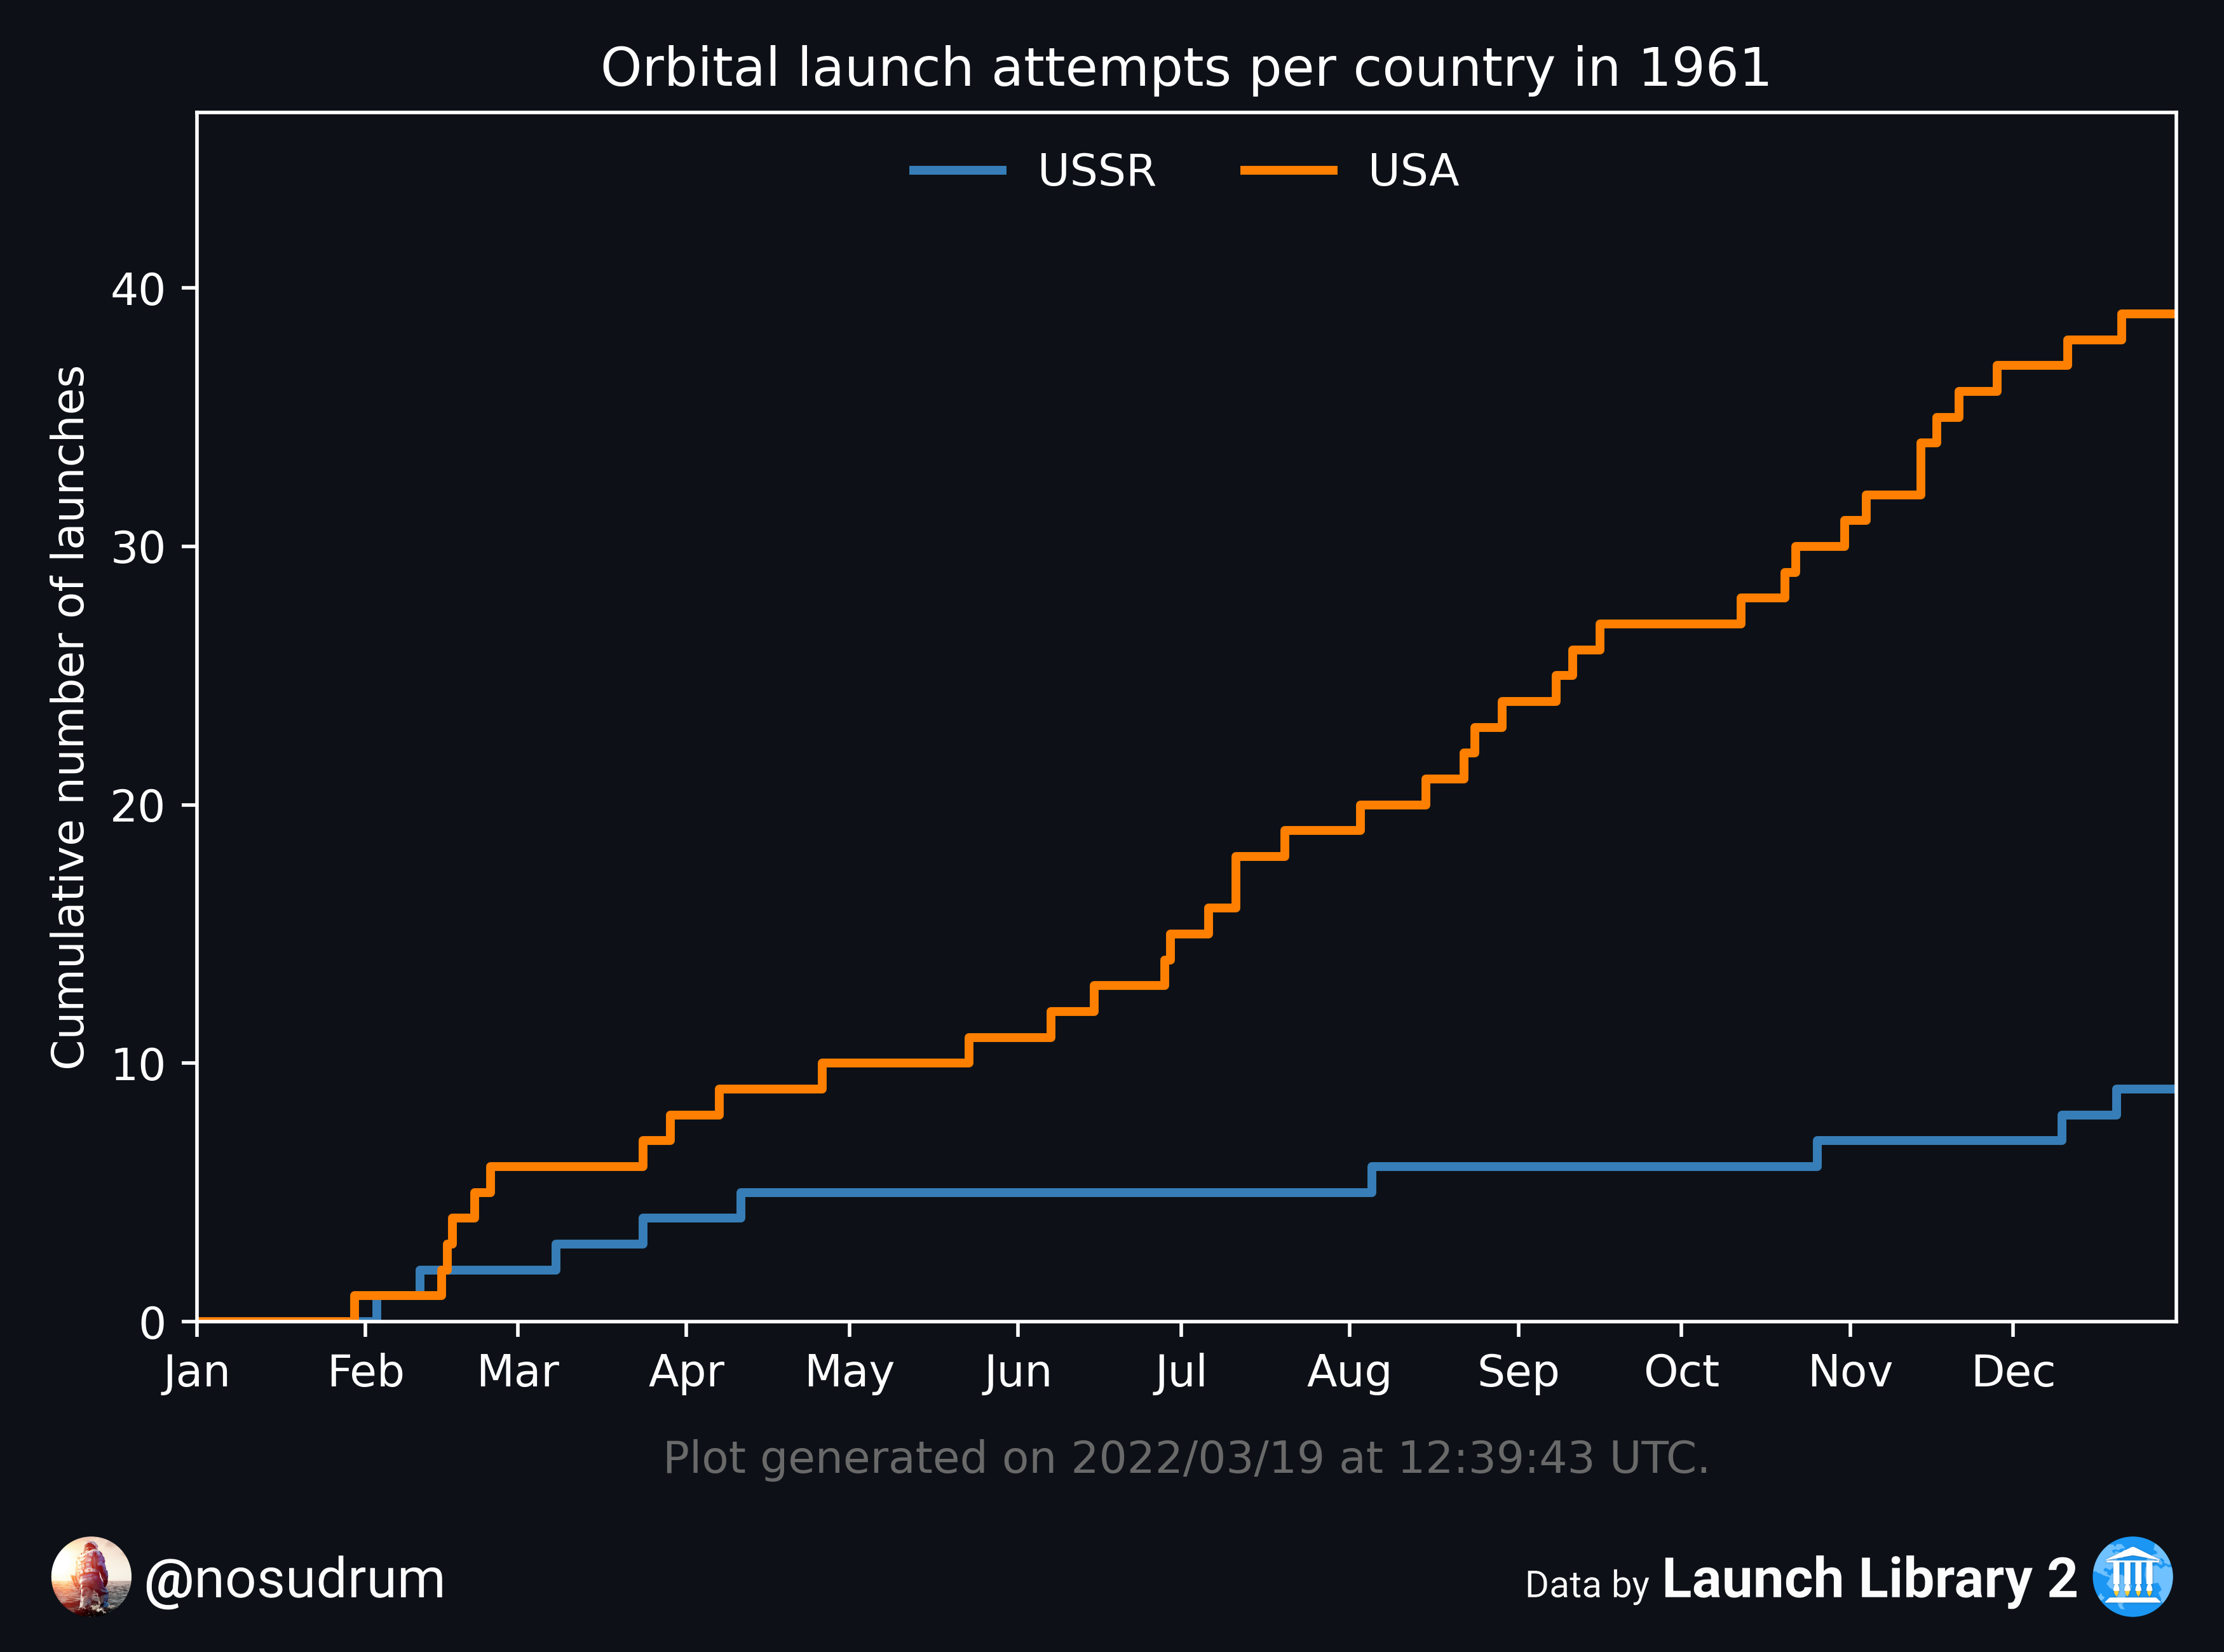 Orbital launch attempts per country in 1961
USSR USA
Cumulative number of launches
40
30
20
10
0
Jan Feb Mar Apr May Jun Jul Aug Sep Oct Nov Dec
Plot generated on 2022/03/19 at 12:39:43 UTC.
@nosudrum
Data by Launch Library 2